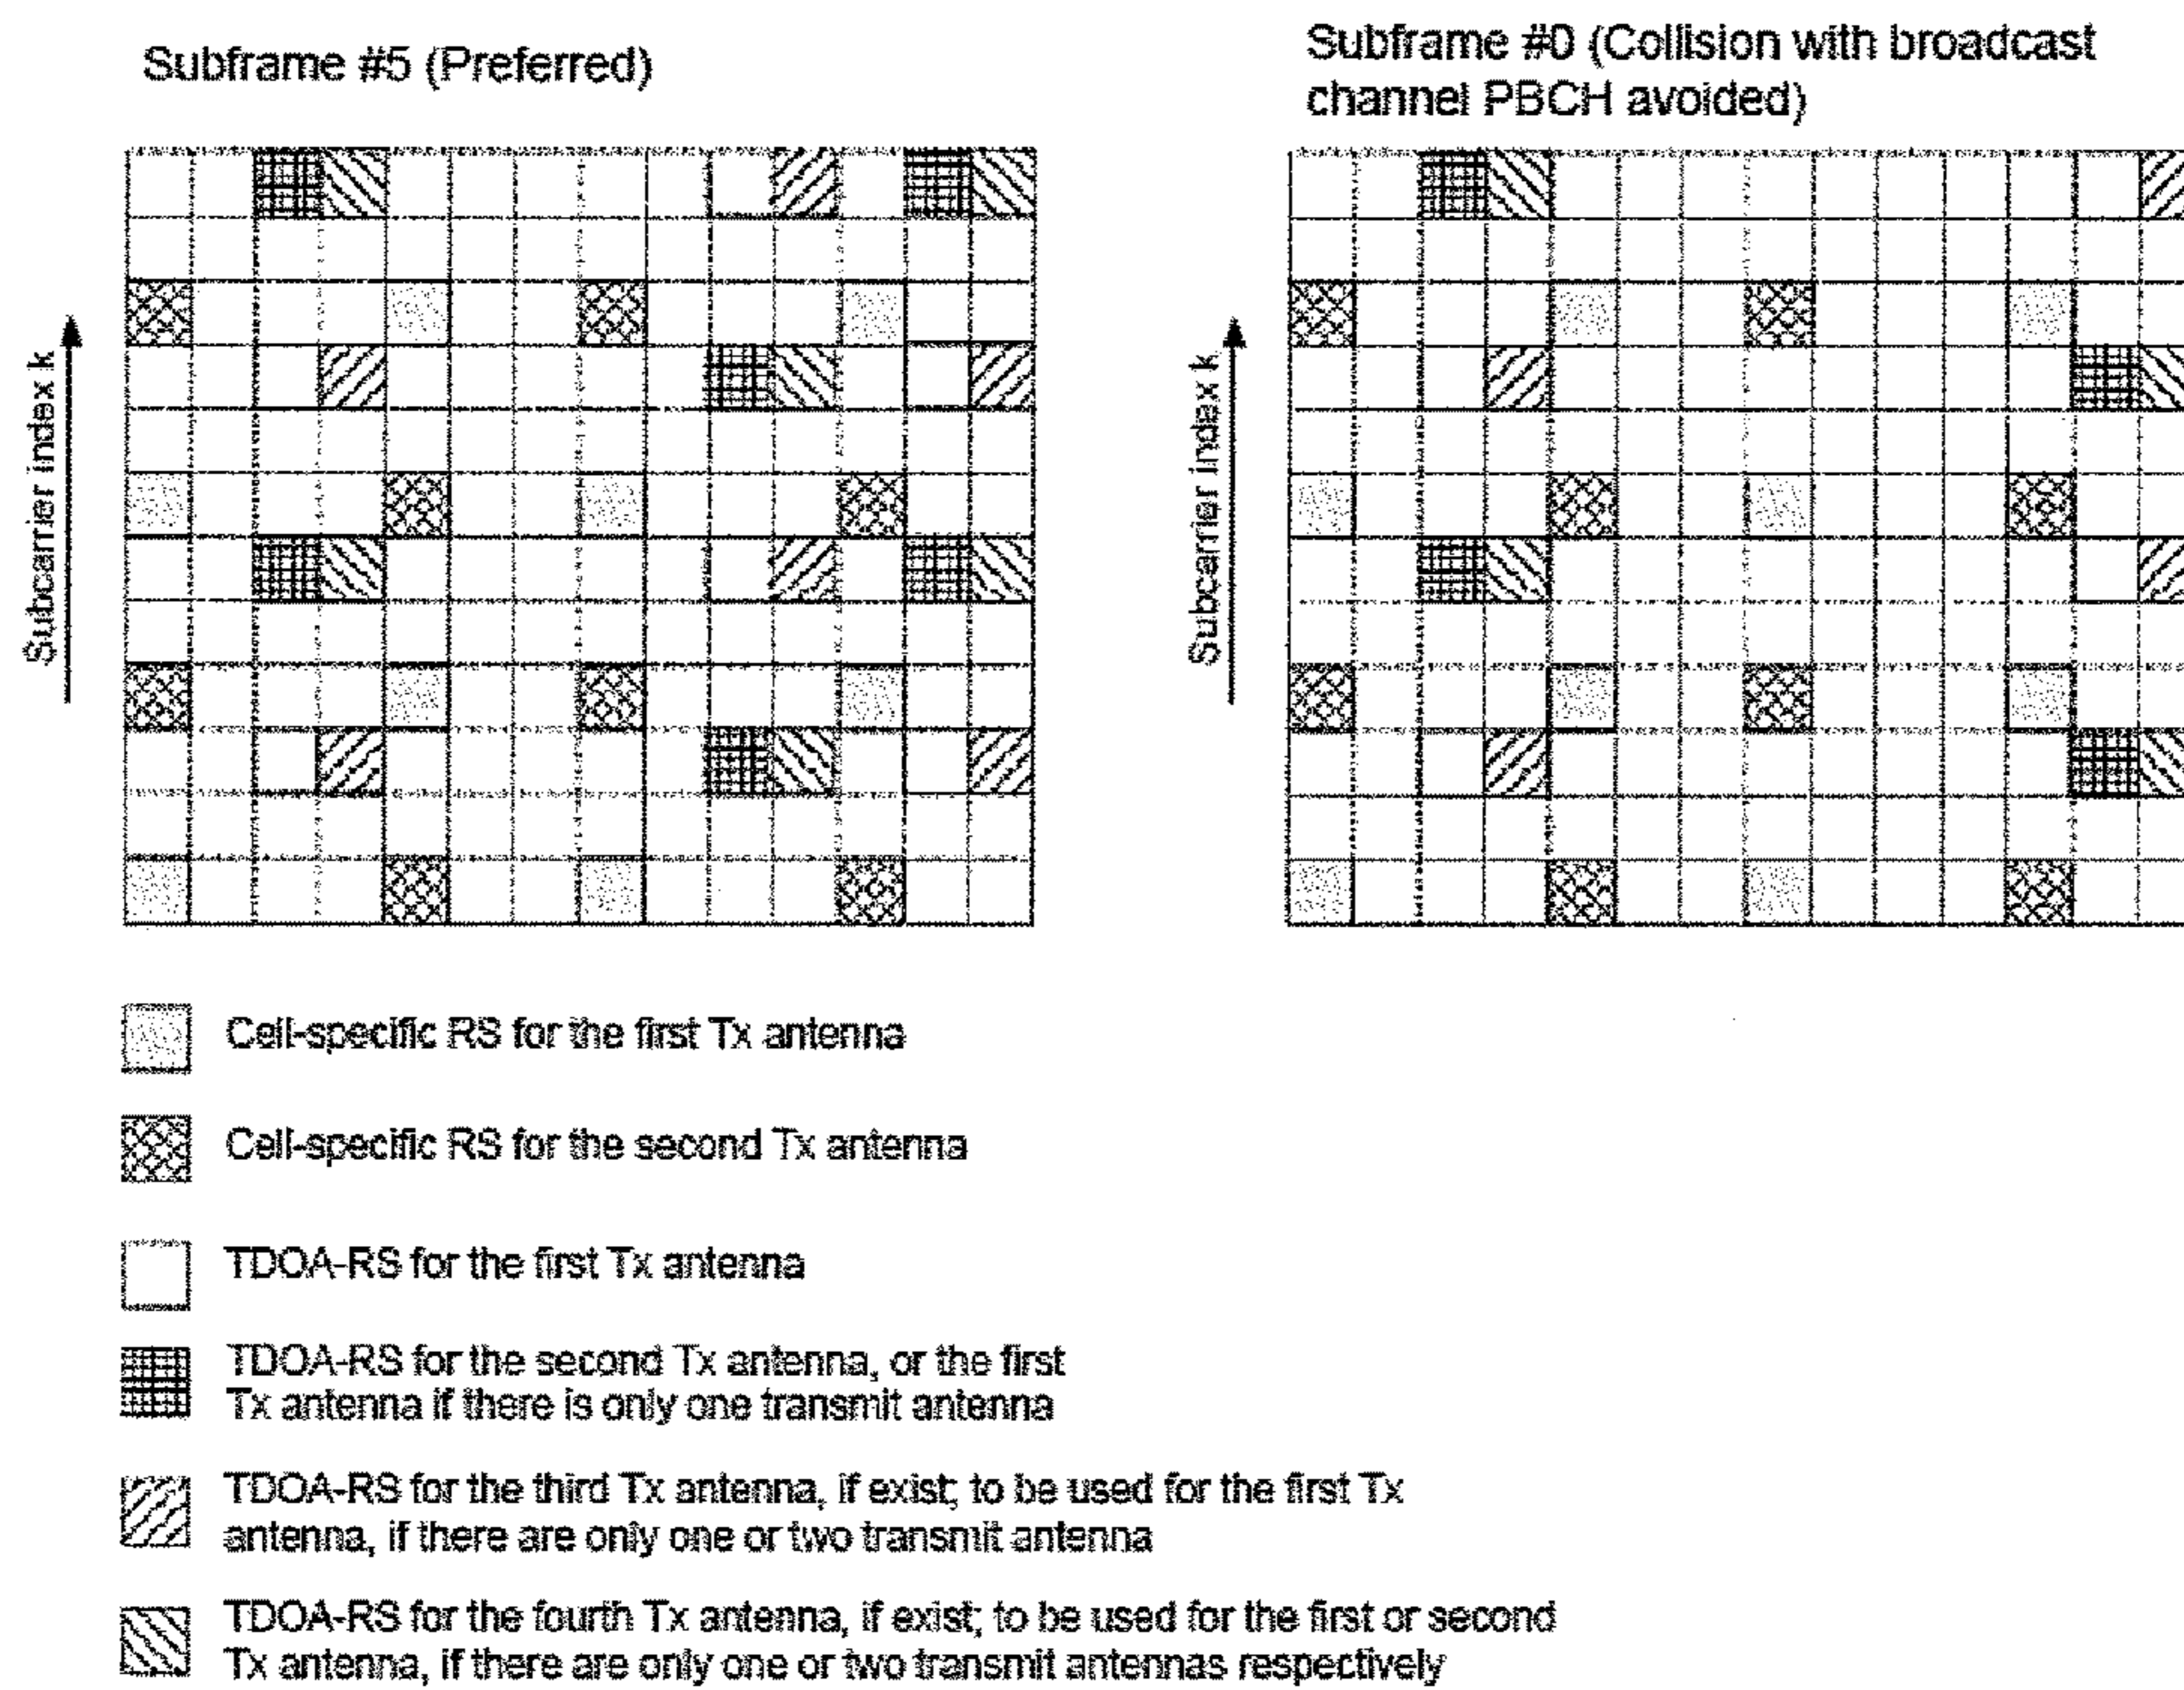 Subframe #5 (Preferred)
Subframe #0 (Collision with broadcast
channel PBCH avoided)
Subcarrier index k
Subcarrier index k
Cell-specific RS for the first Tx antenna
Cell-specific RS for the second Tx antenna
TDOA-RS for the first Tx antenna
TDOA-RS for the second Tx antenna, or the first
Tx antenna if there is only one transmit antenna
TDOA-RS for the third Tx antenna, if exist; to be used for the first Tx
antenna, if there are only one or two transmit antenna
TDOA-RS for the fourth Tx antenna, if exist; to be used for the first or second
Tx antenna, if there are only one or two transmit antennas respectively